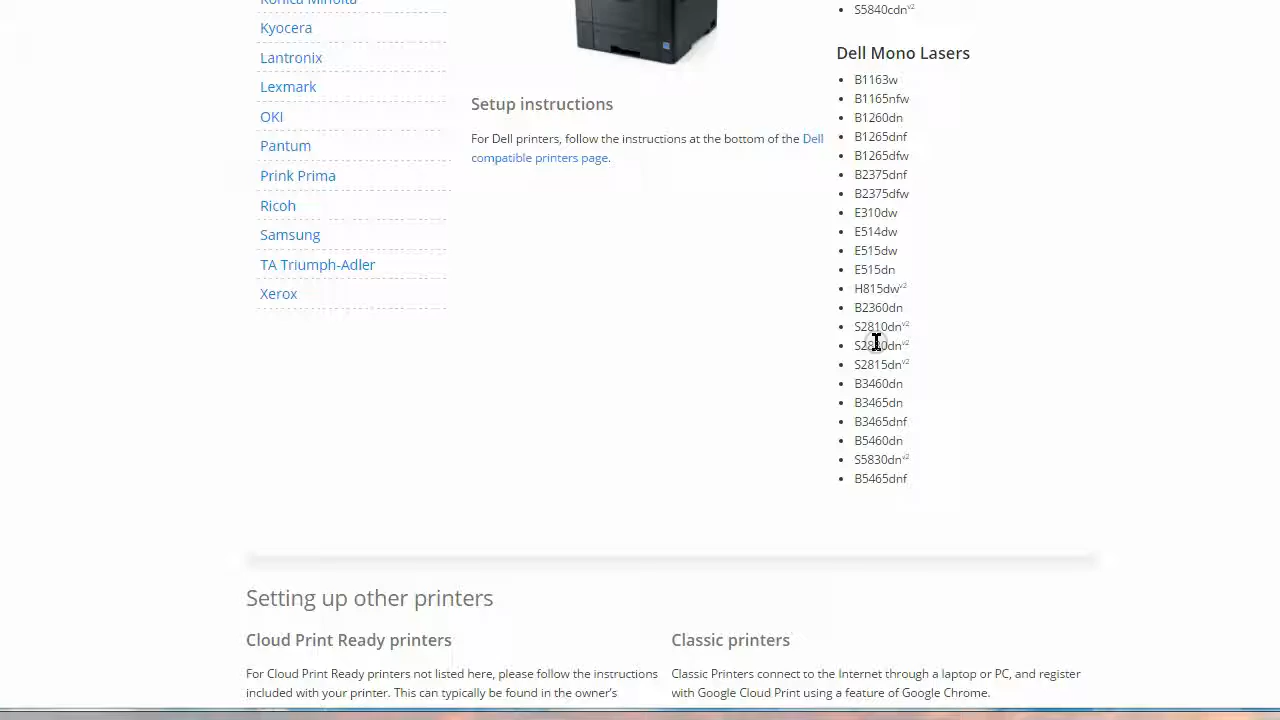 Konica Minolta
Kyocera
Lantronix
Lexmark
OKI
Pantum
Prink Prima
Ricoh
Samsung
TA Triumph-Adler
Xerox
Setup instructions
For Dell printers, follow the instructions at the bottom of the Dell
compatible printers page.
S5840cdnv2
Dell Mono Lasers
B1163w
B1165nfw
B1260dn
B1265dnf
B1265dfw
B2375dnf
B2375dfw
E310dw
E514dw
E515dw
E515dn
H815dwv2
B2360dn
S2810dnv2
S2815dnv2
B3460dn
B3465dn
B3465dnf
B5460dn
S5830dnv2
B5465dnf
Setting up other printers
Cloud Print Ready printers
For Cloud Print Ready printers not listed here, please follow the instructions
included with your printer. This can typically be found in the owner's
Classic printers
Classic Printers connect to the Internet through a laptop or PC, and register
with Google Cloud Print using a feature of Google Chrome.